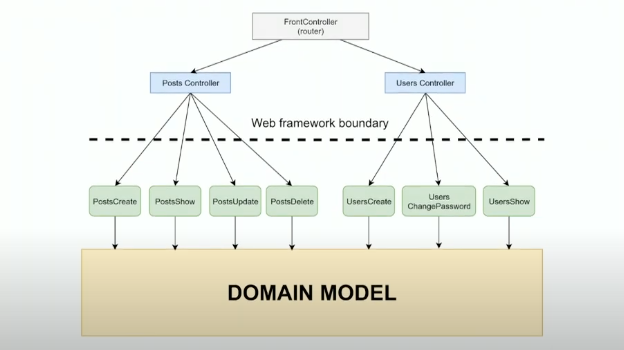 FrontController
(router)
Posts Controller
Users Controller
Web framework boundary
PostsCreate
PostsShow
PostsUpdate
PostsDelete
UsersCreate
Users
ChangePassword
UsersShow
DOMAIN MODEL